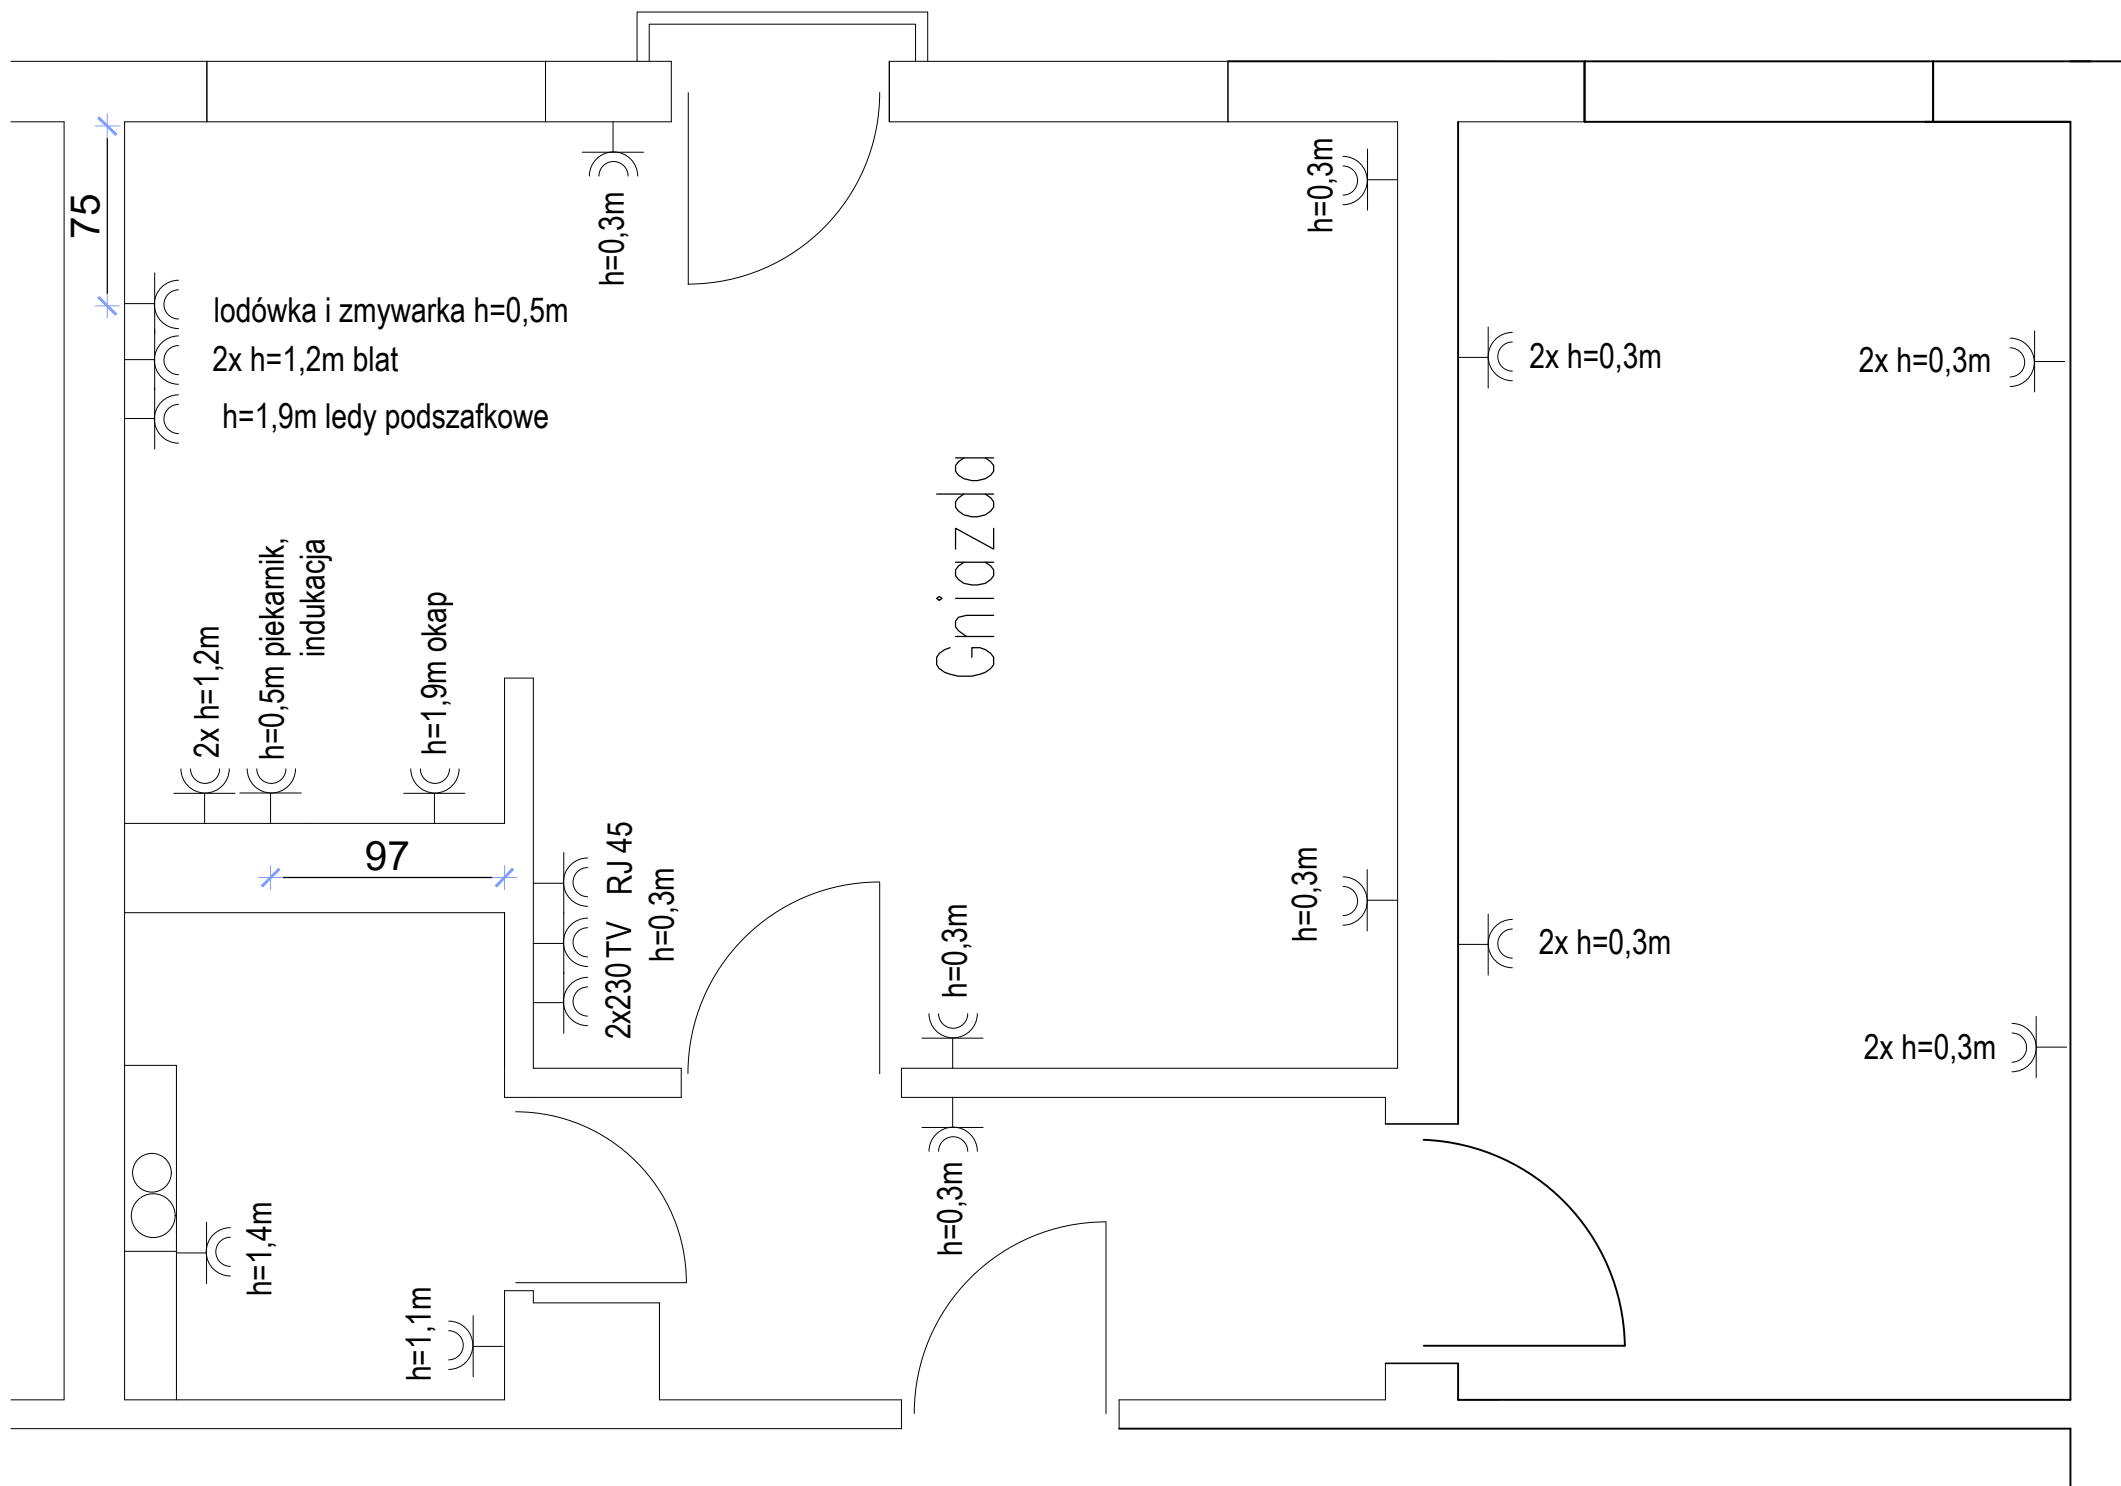 75
h=0,3m
h=0,3m
lodówka i zmywarka h=0,5m
2x h=1,2m blat
h=1,9m ledy podszafkowe
2x h=0,3m
2x h=0,3m
Gniazda
2x h=1,2m
h=0,5m piekarnik,
indukacja
h=1,9m okap
97
2x230 TV RJ 45
h=0,3m
h=0,3m
h=0,3m
2x h=0,3m
2x h=0,3m
h=0,3m
h=1,4m
h=1,1m